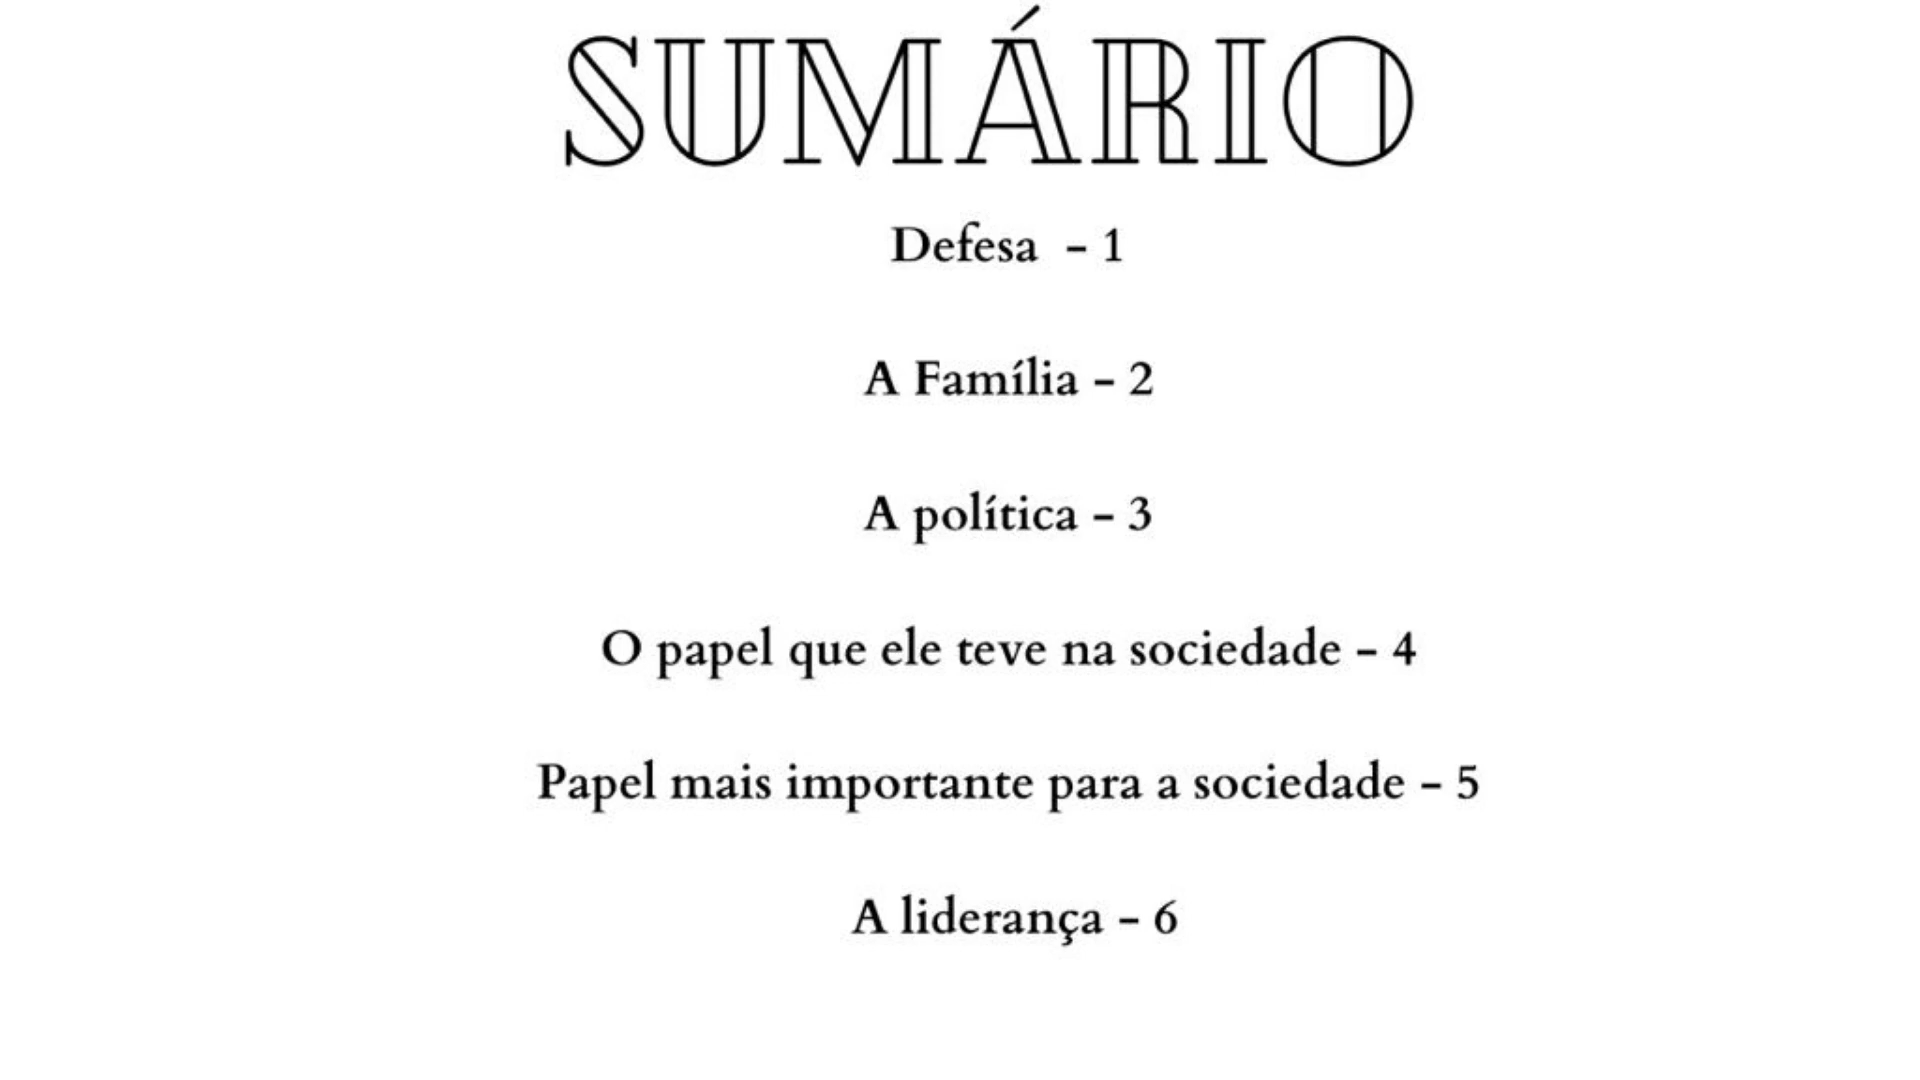 SUMÁRIO
Defesa - 1
A Família - 2
A política - 3
O papel que ele teve na sociedade - 4
Papel mais importante para a sociedade - 5
A liderança - 6